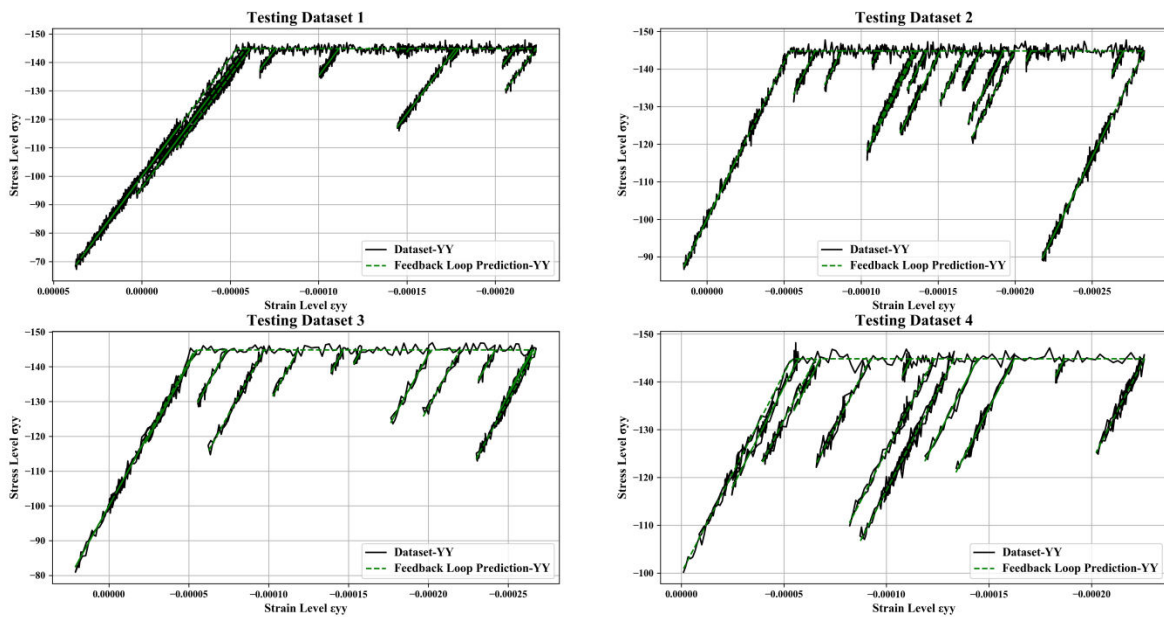 Testing Dataset 1
−150
−140
−130
−120
−110
−100
−90
−80
−70
Stress Level σyy
0.00005
0.00000
−0.00005
−0.00010
−0.00015
−0.00020
Strain Level εyy
Dataset-YY
Feedback Loop Prediction-YY
Testing Dataset 2
−150
−140
−130
−120
−110
−100
−90
Stress Level σyy
0.00000
−0.00005
−0.00010
−0.00015
−0.00020
−0.00025
Strain Level εyy
Dataset-YY
Feedback Loop Prediction-YY
Testing Dataset 3
−150
−140
−130
−120
−110
−100
−90
−80
Stress Level σyy
0.00000
−0.00005
−0.00010
−0.00015
−0.00020
−0.00025
Strain Level εyy
Dataset-YY
Feedback Loop Prediction-YY
Testing Dataset 4
−150
−140
−130
−120
−110
−100
Stress Level σyy
0.00000
−0.00005
−0.00010
−0.00015
−0.00020
Strain Level εyy
Dataset-YY
Feedback Loop Prediction-YY